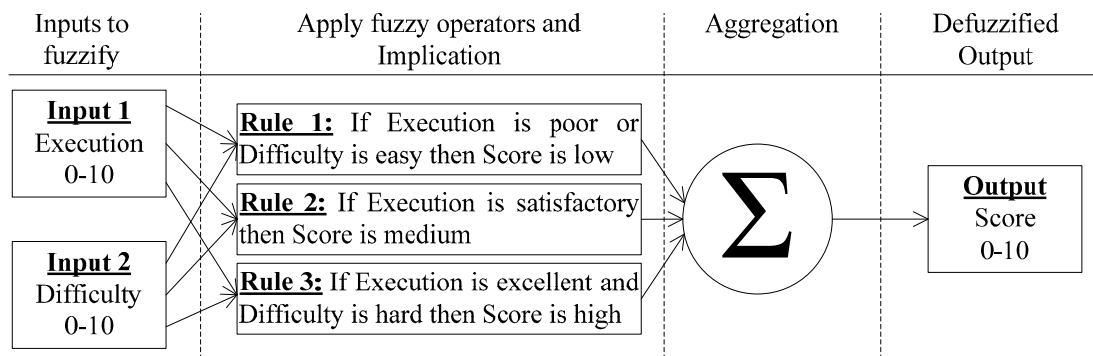 Inputs to
fuzzify
Apply fuzzy operators and
Implication
Aggregation
Defuzzified
Output
Input 1
Execution
0-10
Input 2
Difficulty
0-10
Rule 1: If Execution is poor or
Difficulty is easy then Score is low
Rule 2: If Execution is satisfactory
then Score is medium
Rule 3: If Execution is excellent and
Difficulty is hard then Score is high
Σ
Output
Score
0-10